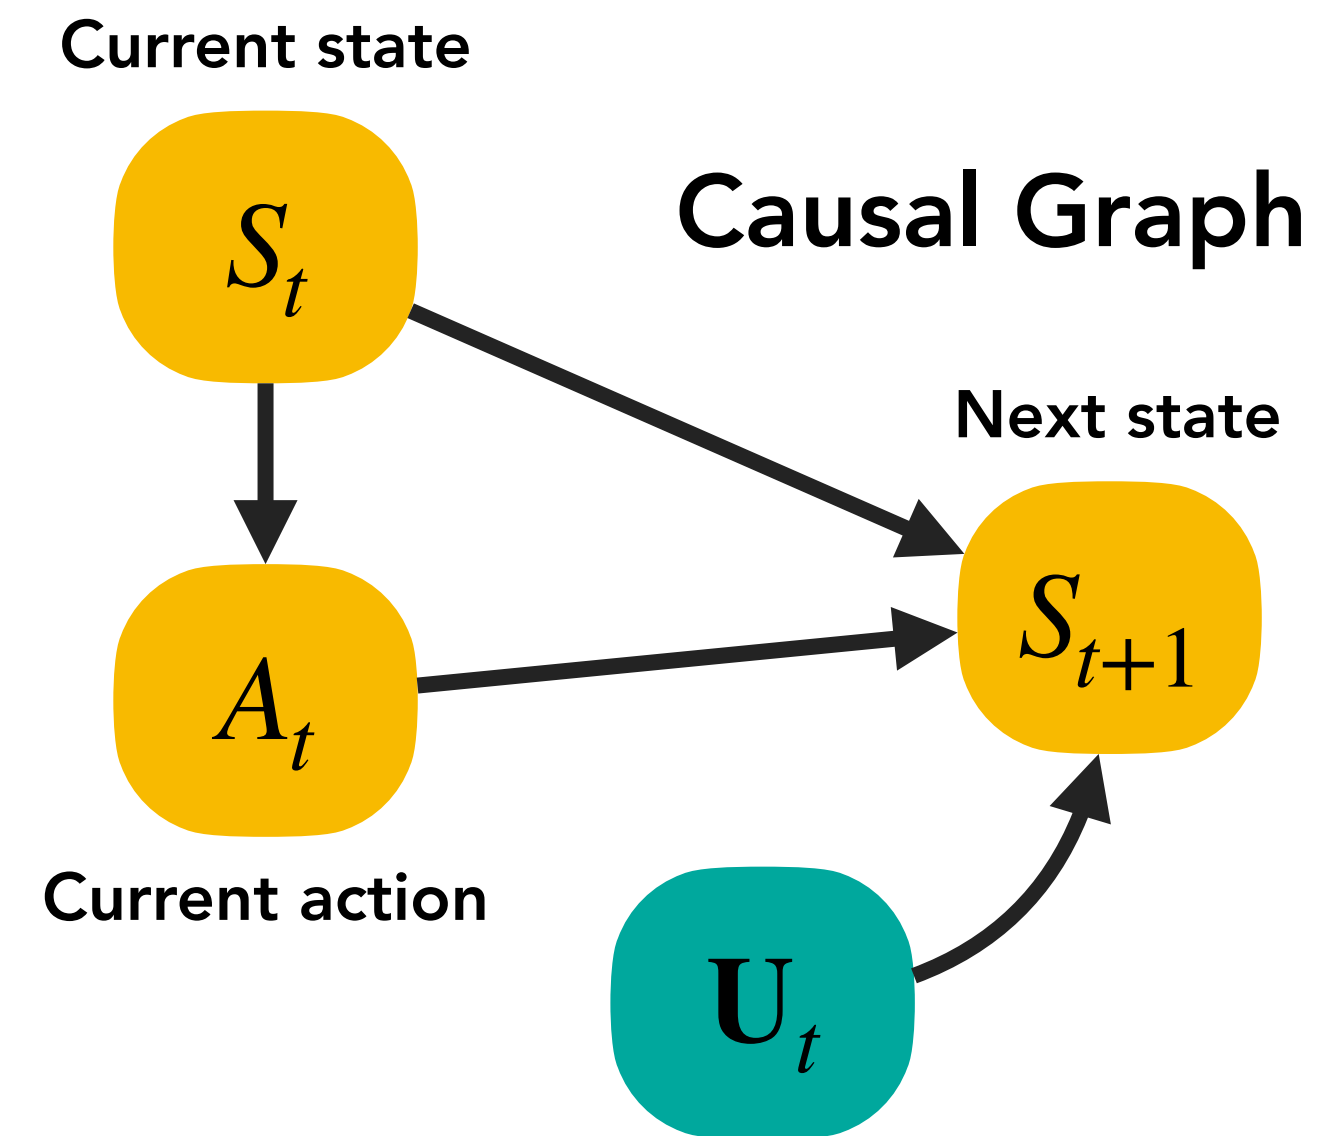 Current state
S_t
Causal Graph
Next state
S_{t+1}
A_t
Current action
U_t